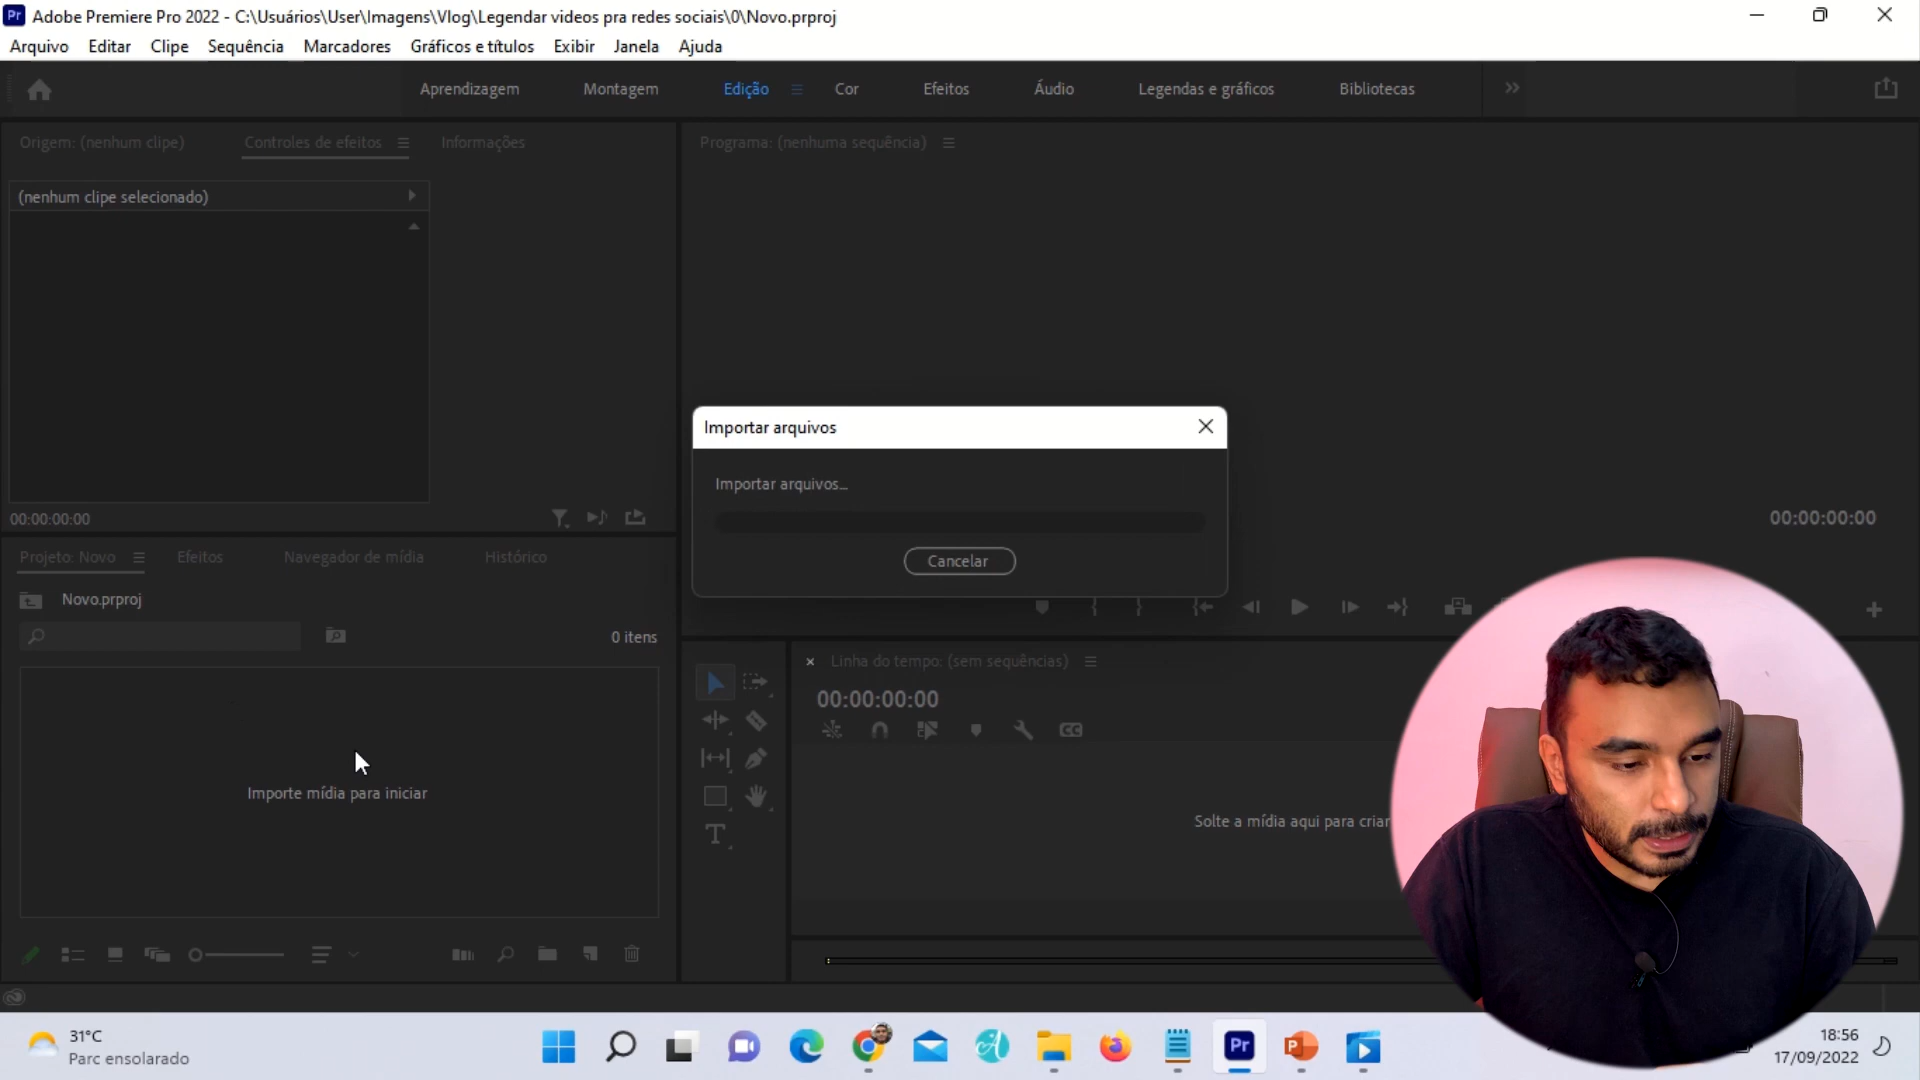 Adobe Premiere Pro 2022 - C:\Usuários\User\Imagens\Vlog\Legendar videos pra redes sociais\0\Novo.prproj
Arquivo Editar Clipe Sequência Marcadores Gráficos e títulos Exibir Janela Ajuda
Aprendizagem Montagem Edição Cor Efeitos Áudio Legendas e gráficos Bibliotecas
Origem: (nenhum clipe) Controles de efeitos Informações
Programa: (nenhuma sequência)
(nenhum clipe selecionado)
Importar arquivos
Importar arquivos...
Cancelar
00:00:00:00
00:00:00:00
Projeto: Novo Efeitos Navegador de mídia Histórico
Novo.prproj
0 itens
Importe mídia para iniciar
Linha do tempo: (sem sequências)
00:00:00:00
Solte a mídia aqui para criar
31°C
Parc ensolarado
18:56
17/09/2022